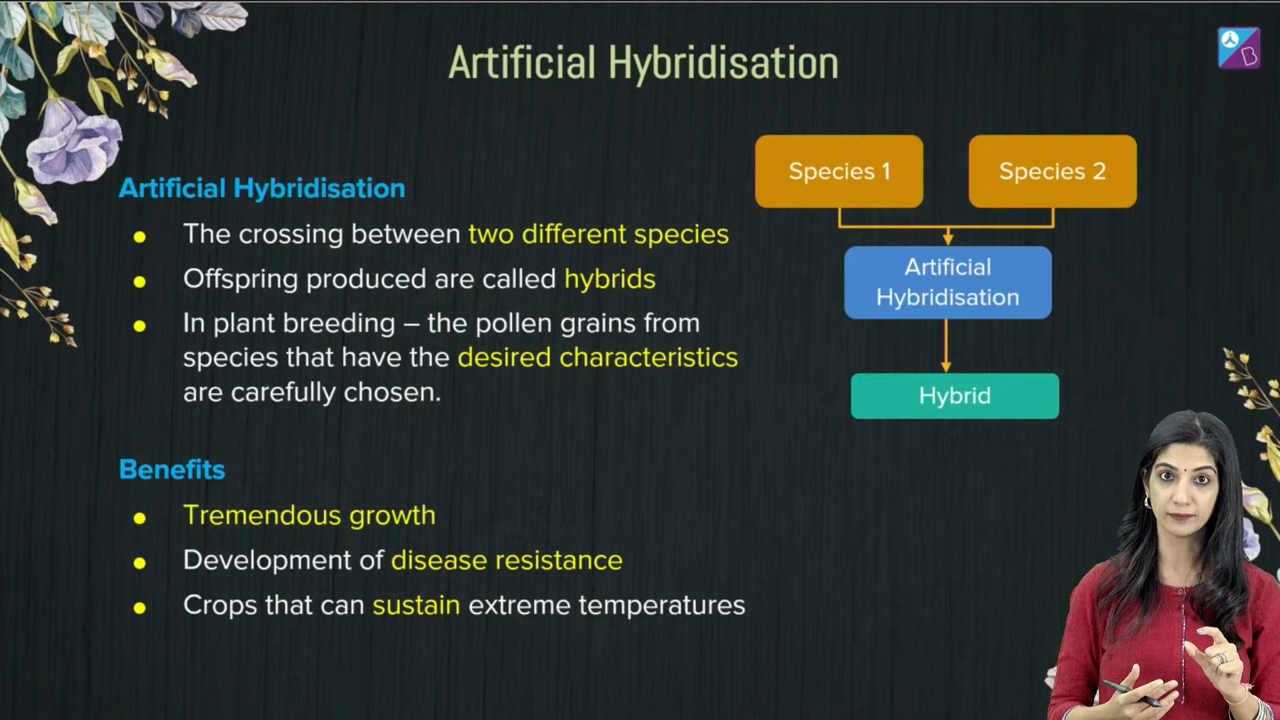 Artificial Hybridisation
B
Artificial Hybridisation
The crossing between two different species
Offspring produced are called hybrids
In plant breeding – the pollen grains from
species that have the desired characteristics
are carefully chosen.
Benefits
Tremendous growth
Development of disease resistance
Crops that can sustain extreme temperatures
Species 1
Species 2
Artificial
Hybridisation
Hybrid